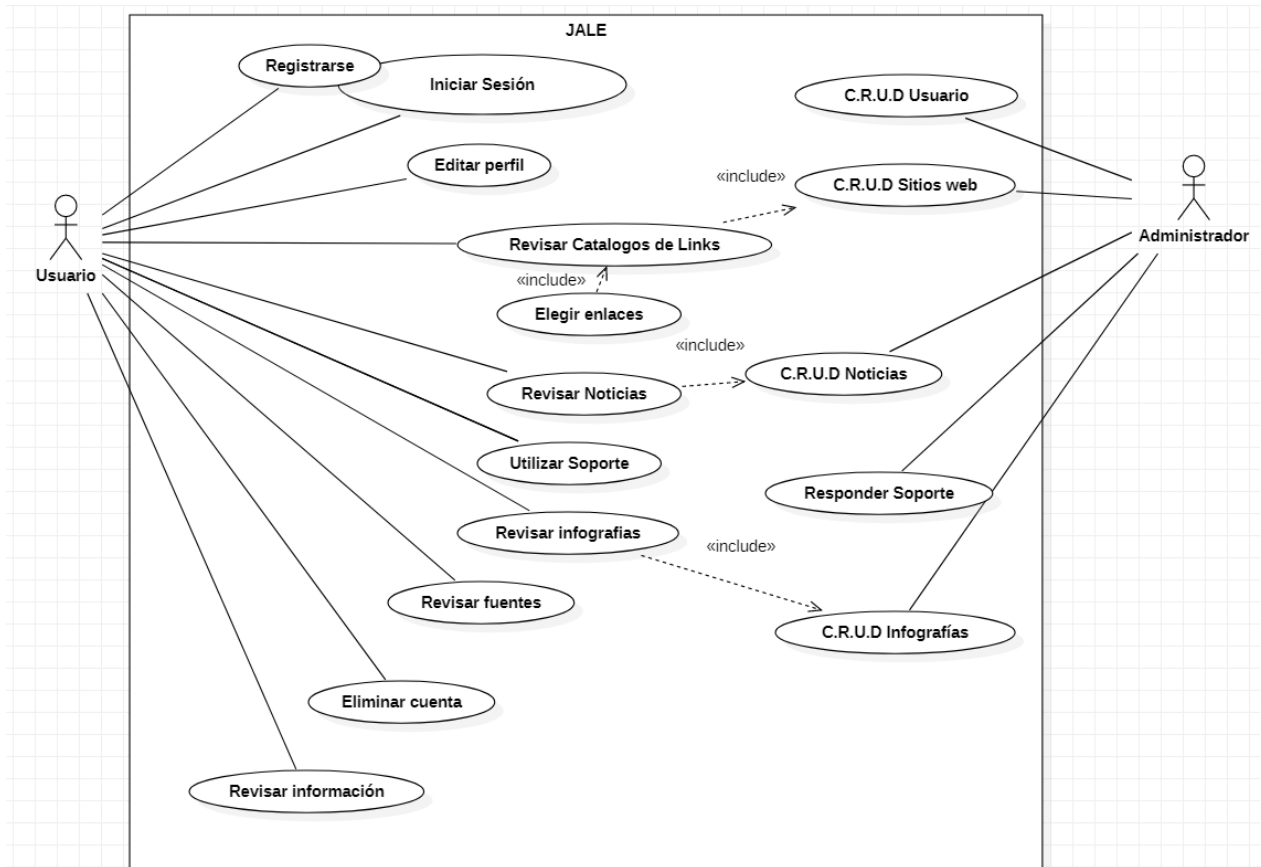 JALE
Registrarse
Iniciar Sesión
C.R.U.D Usuario
Editar perfil
«include»
C.R.U.D Sitios web
Revisar Catalogos de Links
Administrador
Usuario
«include»
Elegir enlaces
«include»
C.R.U.D Noticias
Revisar Noticias
Utilizar Soporte
Responder Soporte
Revisar infografias
«include»
Revisar fuentes
C.R.U.D Infografías
Eliminar cuenta
Revisar información